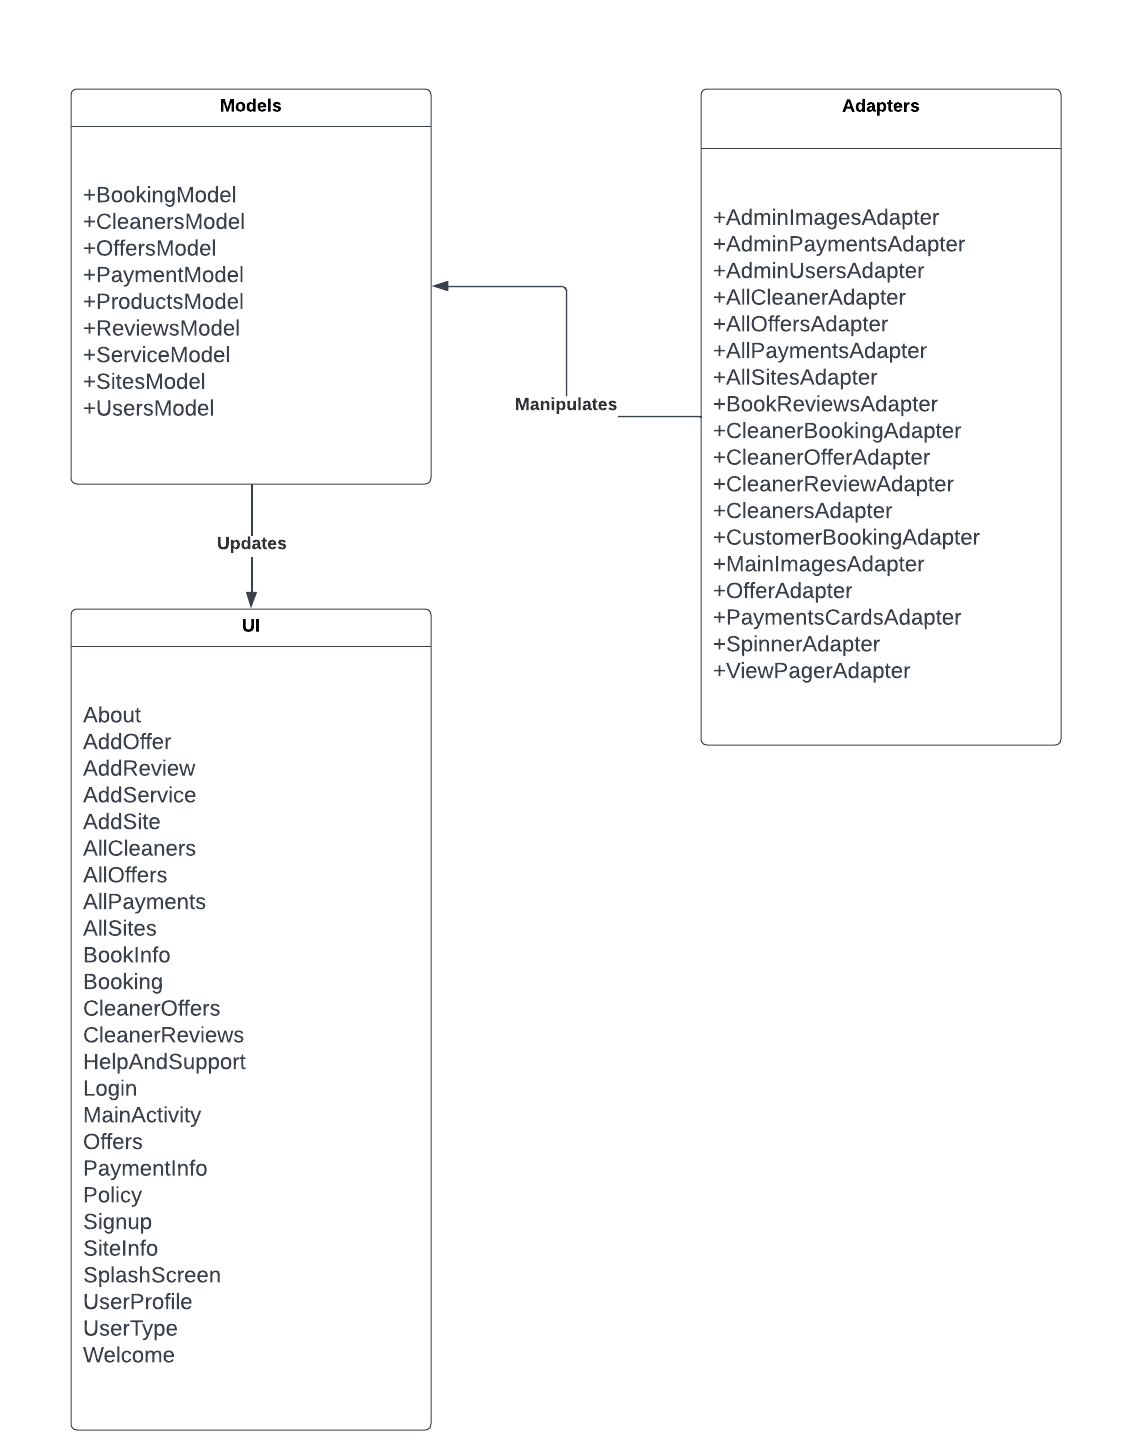 Models
+BookingModel
+CleanersModel
+OffersModel
+PaymentModel
+ProductsModel
+ReviewsModel
+ServiceModel
+SitesModel
+UsersModel
Updates
UI
About
AddOffer
AddReview
AddService
AddSite
AllCleaners
AllOffers
AllPayments
AllSites
BookInfo
Booking
CleanerOffers
CleanerReviews
HelpAndSupport
Login
MainActivity
Offers
PaymentInfo
Policy
Signup
SiteInfo
SplashScreen
UserProfile
UserType
Welcome
Manipulates
Adapters
+AdminImagesAdapter
+AdminPaymentsAdapter
+AdminUsersAdapter
+AllCleanerAdapter
+AllOffersAdapter
+AllPaymentsAdapter
+AllSitesAdapter
+BookReviewsAdapter
+CleanerBookingAdapter
+CleanerOfferAdapter
+CleanerReviewAdapter
+CleanersAdapter
+CustomerBookingAdapter
+MainImagesAdapter
+OfferAdapter
+PaymentsCardsAdapter
+SpinnerAdapter
+ViewPagerAdapter